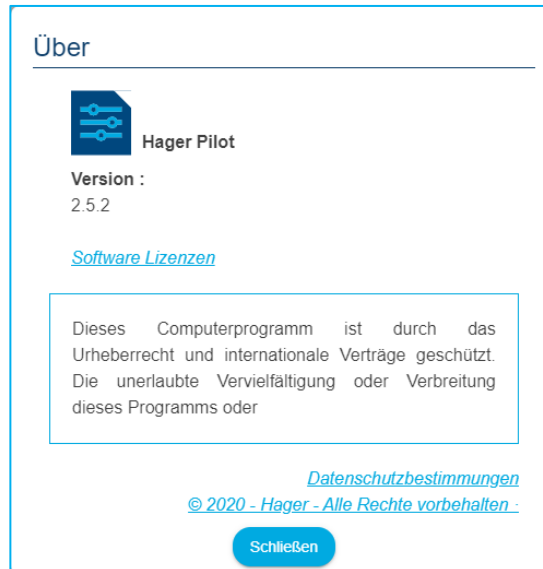 Über
Hager Pilot
Version :
2.5.2
Software Lizenzen
Dieses Computerprogramm ist durch das
Urheberrecht und internationale Verträge geschützt.
Die unerlaubte Vervielfältigung oder Verbreitung
dieses Programms oder
Datenschutzbestimmungen
© 2020 - Hager - Alle Rechte vorbehalten ·
Schließen